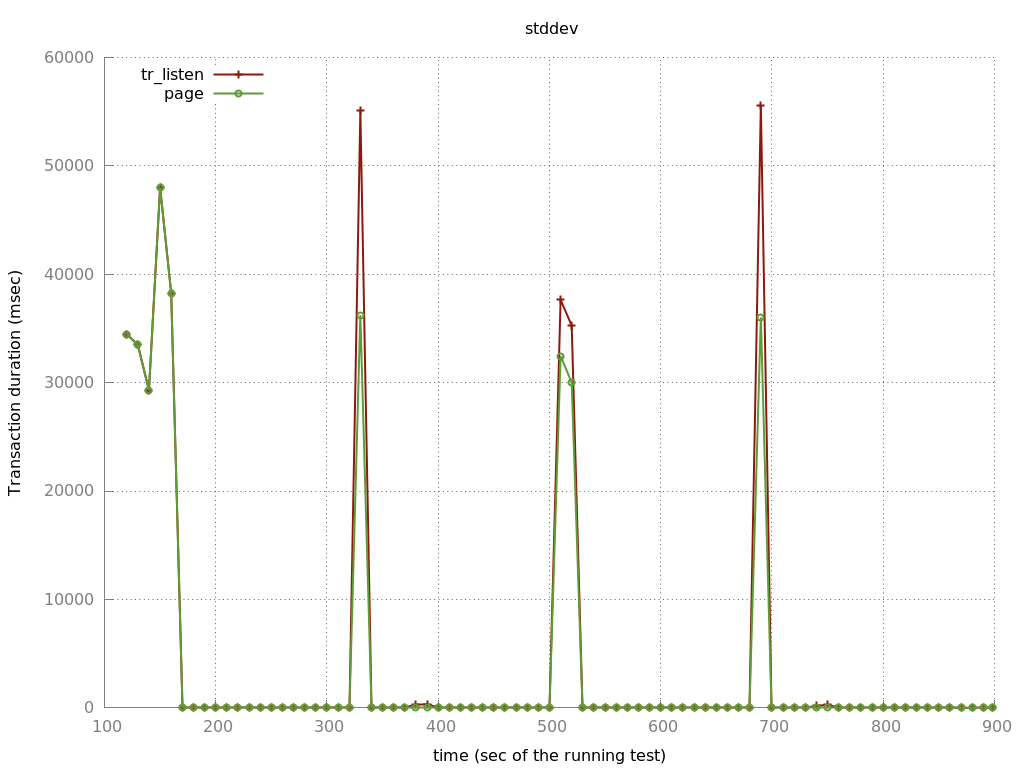 stddev
60000
50000
40000
30000
20000
10000
0
tr_listen
page
Transaction duration (msec)
100 200 300 400 500 600 700 800 900
time (sec of the running test)